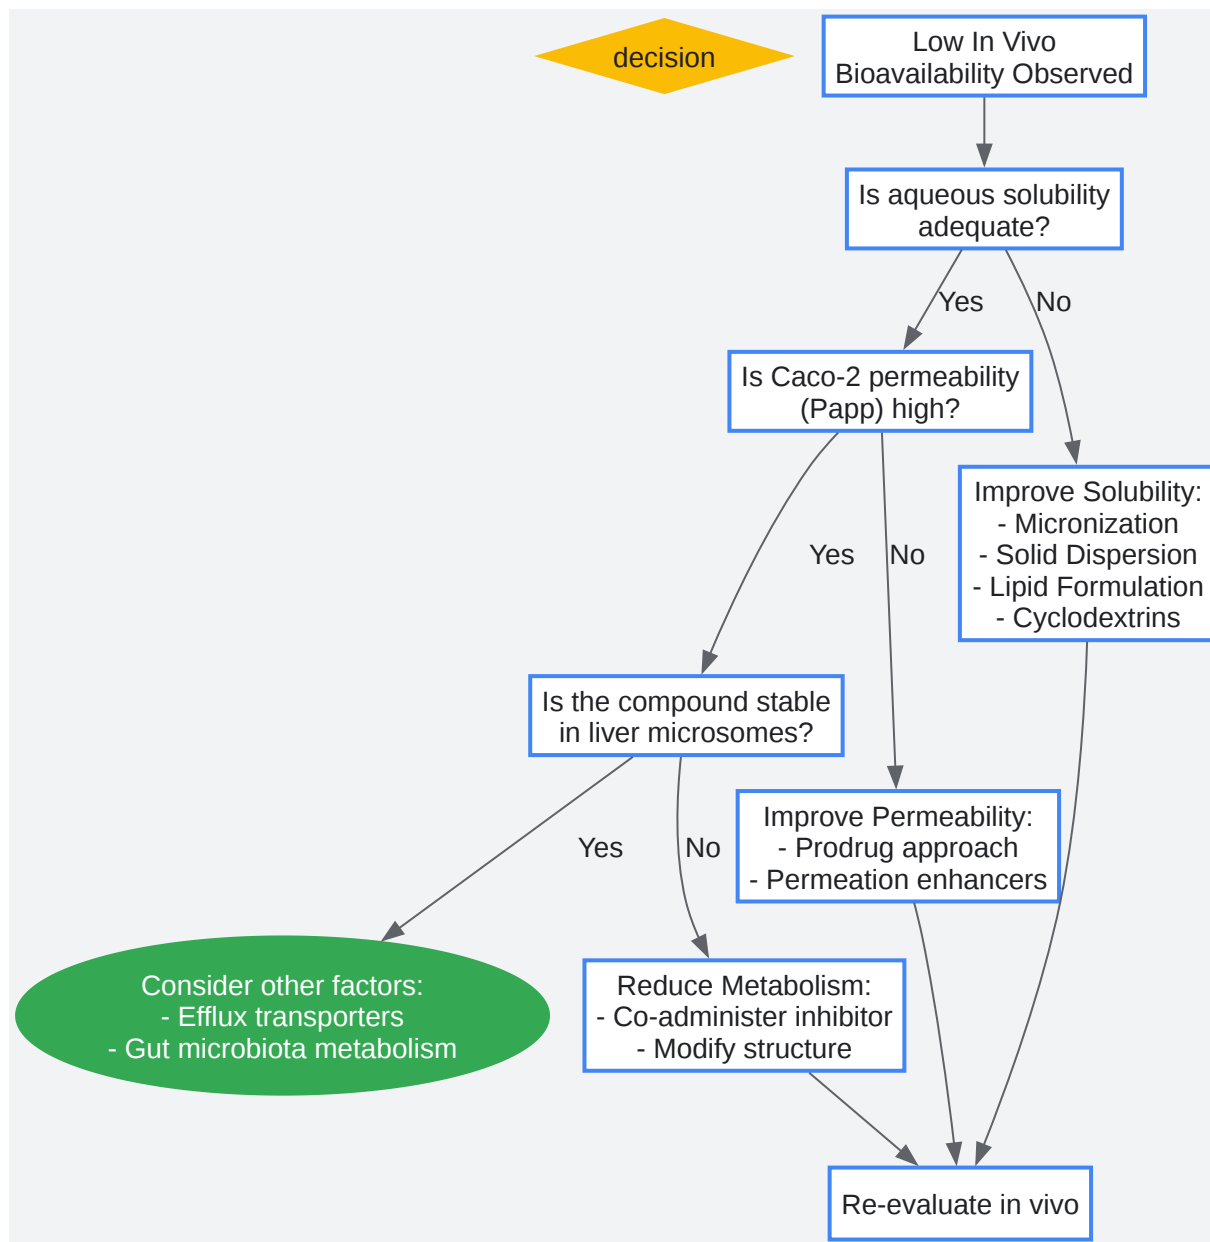 decision
Low In Vivo
Bioavailability Observed
Is aqueous solubility
adequate?
Yes
No
Is Caco-2 permeability
(Papp) high?
Improve Solubility:
- Micronization
- Solid Dispersion
- Lipid Formulation
- Cyclodextrins
Yes
No
Is the compound stable
in liver microsomes?
Improve Permeability:
- Prodrug approach
- Permeation enhancers
Yes
No
Consider other factors:
- Efflux transporters
- Gut microbiota metabolism
Reduce Metabolism:
- Co-administer inhibitor
- Modify structure
Re-evaluate in vivo